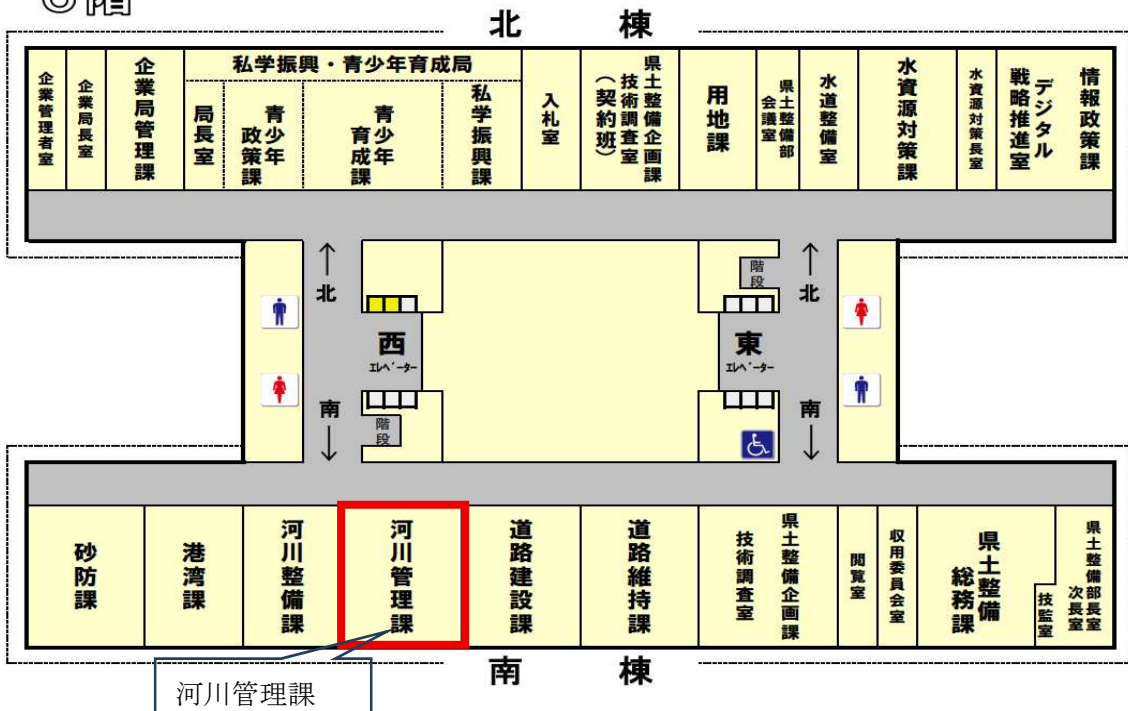 北棟
企業管理者室
企業局長室
企業局管理課
私学振興・青少年育成局
局長室
青少年政策課
青少年育成課
私学振興課
入札室
県土整備企画課
技術調査室
(契約班)
用地課
県土整備部
会議室
水道整備室
水資源対策課
水資源対策長室
情報政策課
デジタル
戦略推進室
↑
北
階段
↑
北
西
エレベーター
東
エレベーター
南
↓
階段
南
↓
砂防課
港湾課
河川整備課
河川管理課
道路建設課
道路維持課
県土整備企画課
技術調査室
閲覧室
収用委員会室
県土整備
総務課
技監室
県土整備部長室
次長室
南棟
河川管理課